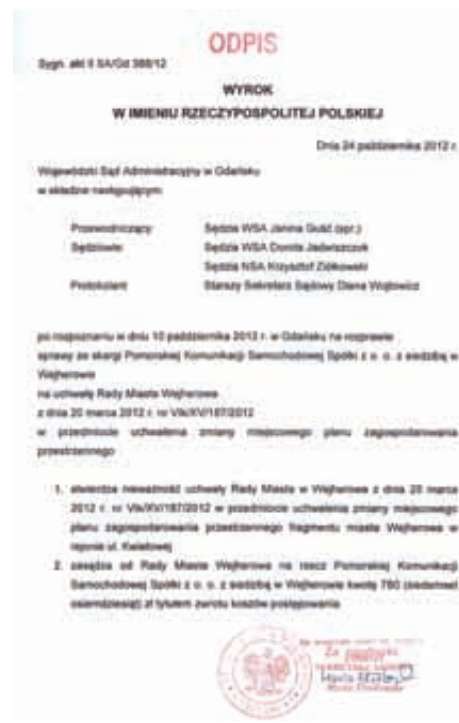 ODPIS
Sygn. akt II SA/Gd 388/12
WYROK
W IMIENIU RZECZYPOSPOLITEJ POLSKIEJ
Dnia 24 października 2012 r.
Wojewódzki Sąd Administracyjny w Gdańsku
w składzie następującym:
Przewodniczący Sędzia WSA Janina Guść (spr.)
Sędziowie Sędzia WSA Dorota Jadwiszczok
Sędzia NSA Krzysztof Ziółkowski
Protokolant Starszy Sekretarz Sądowy Diana Wojtowicz
po rozpoznaniu w dniu 10 października 2012 r. w Gdańsku na rozprawie
sprawy ze skargi Pomorskiej Komunikacji Samochodowej Spółki z o. o. z siedzibą w
Wejherowie
na uchwałę Rady Miasta Wejherowa
z dnia 20 marca 2012 r. nr VIk/XV/187/2012
w przedmiocie uchwalenia zmiany miejscowego planu zagospodarowania
przestrzennego
1. stwierdza nieważność uchwały Rady Miasta w Wejherowa z dnia 20 marca
2012 r. nr VIk/XV/187/2012 w przedmiocie uchwalenia zmiany miejscowego
planu zagospodarowania przestrzennego fragmentu miasta Wejherowa w
rejonie ul. Kwiatowej
2. zasądza od Rady Miasta Wejherowa na rzecz Pomorskiej Komunikacji
Samochodowej Spółki z o. o. z siedzibą w Wejherowie kwotę 780 (siedemset
osiemdziesiąt) zł tytułem zwrotu kosztów postępowania